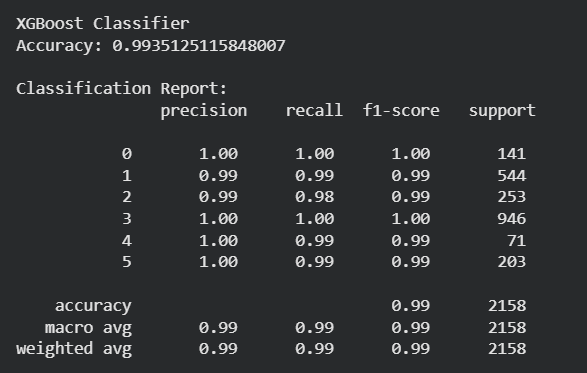 XGBoost Classifier
Accuracy: 0.9935125115848007
Classification Report:
precision recall f1-score support
0 1.00 1.00 1.00 141
1 0.99 0.99 0.99 544
2 0.99 0.98 0.99 253
3 1.00 1.00 1.00 946
4 1.00 0.99 0.99 71
5 1.00 0.99 0.99 203
accuracy 0.99 2158
macro avg 0.99 0.99 0.99 2158
weighted avg 0.99 0.99 0.99 2158